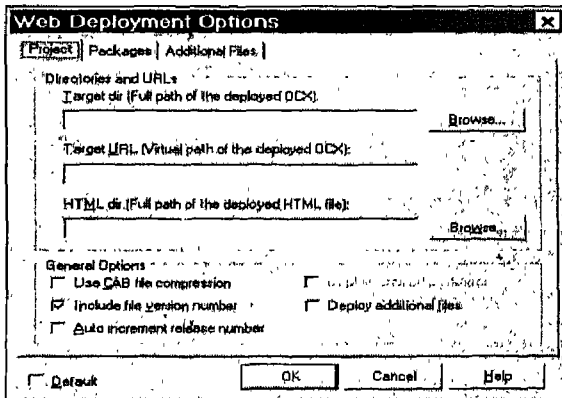 Web Deployment Options
Project Packages Additional Files
Directories and URLs
Target dir (Full path of the deployed OCX):
Browse...
Target URL (Virtual path of the deployed OCX):
HTML dir (Full path of the deployed HTML file):
Browse...
General Options
Use CAB file compression
Include file version number
Deploy additional files
Auto increment release number
Default
OK
Cancel
Help